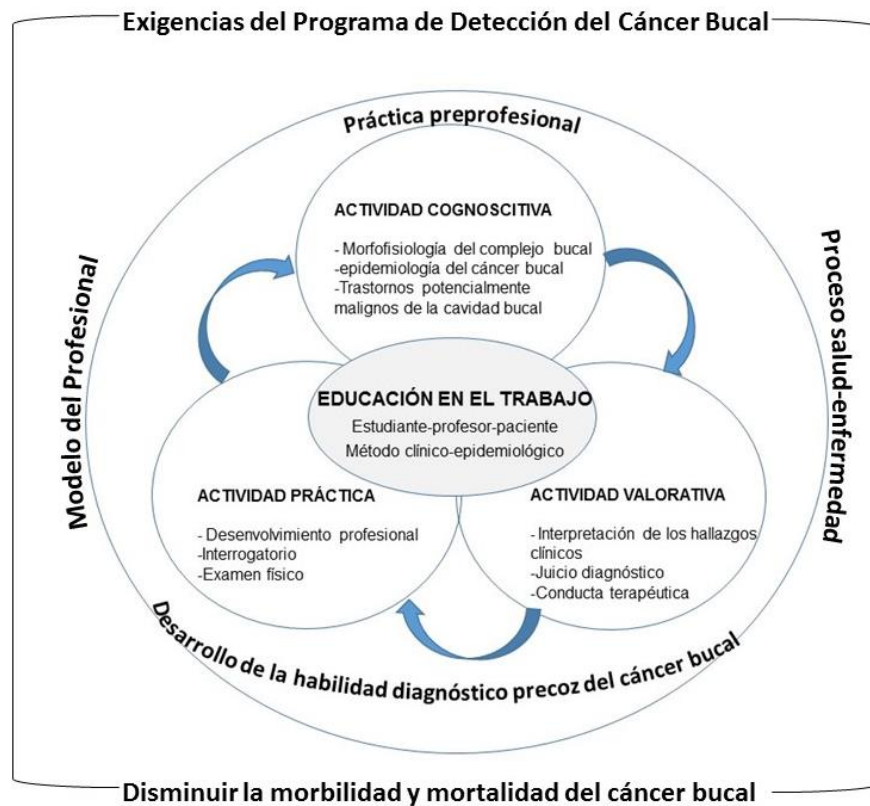 Exigencias del Programa de Detección del Cáncer Bucal
Práctica preprofesional
Modelo del Profesional
Proceso salud-enfermedad
ACTIVIDAD COGNOSCITIVA
- Morfofisiología del complejo bucal
-epidemiología del cáncer bucal
-Trastornos potencialmente
malignos de la cavidad bucal
EDUCACIÓN EN EL TRABAJO
Estudiante-profesor-paciente
Método clínico-epidemiológico
ACTIVIDAD PRÁCTICA
- Desenvolvimiento profesional
-Interrogatorio
-Examen físico
ACTIVIDAD VALORATIVA
-Interpretación de los hallazgos
clínicos
-Juicio diagnóstico
-Conducta terapéutica
Desarrollo de la habilidad diagnóstico precoz del cáncer bucal
Disminuir la morbilidad y mortalidad del cáncer bucal